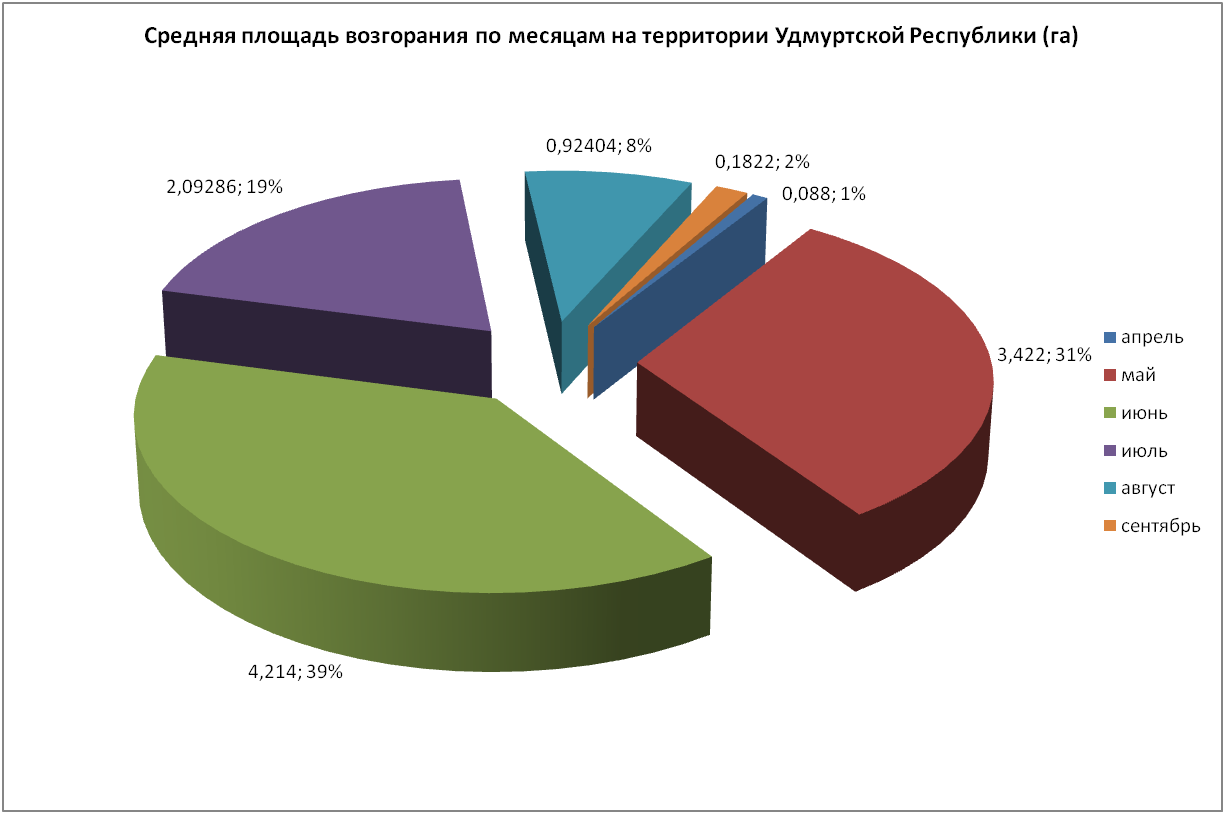 Средняя площадь возгорания по месяцам на территории Удмуртской Республики (га)
0,92404; 8%
0,1822; 2%
2,09286; 19%
0,088; 1%
3,422; 31%
4,214; 39%
апрель
май
июнь
июль
август
сентябрь